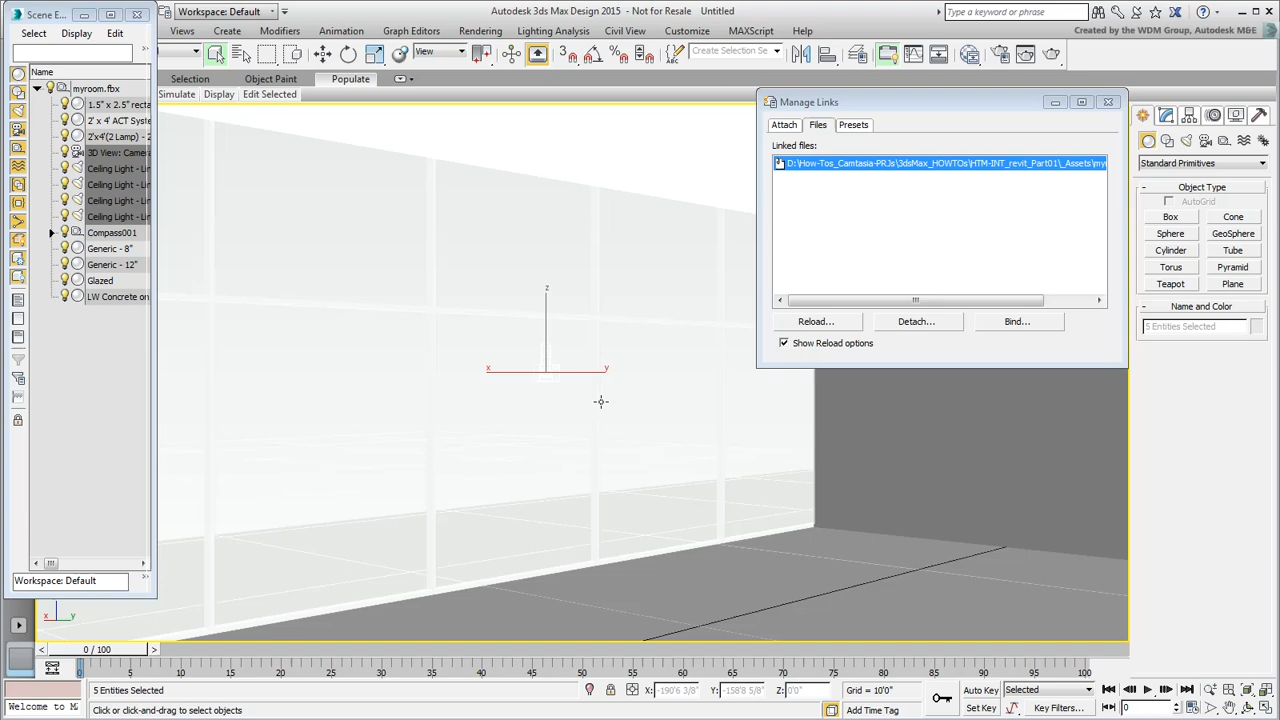 Scene E...
Workspace: Default
Autodesk 3ds Max Design 2015 - Not for Resale Untitled
Type a keyword or phrase
Select Display Edit
Views Create Modifiers Animation Graph Editors Rendering Lighting Analysis Civil View Customize MAXScript
Created by the WDM Group, Autodesk M&E
View
Create Selection Se
Name
Selection Object Paint Populate
Simulate Display Edit Selected
myroom.fbx
1.5" x 2.5" recta
2' x 4' ACT Syste
2'x4'(2 Lamp) - 2
3D View: Camera
Ceiling Light - Lin
Ceiling Light - Lin
Ceiling Light - Lin
Ceiling Light - Lin
Compass001
Generic - 8"
Generic - 12"
Glazed
LW Concrete on
Workspace: Default
Manage Links
Attach Files Presets
Linked files:
D:\How-Tos_Camtasia-PRJs\3dsMax_HOWTOs\HTM-INT_revit_Part01\_Assets\my
Reload... Detach... Bind...
Show Reload options
Standard Primitives
Object Type
AutoGrid
Box Cone
Sphere GeoSphere
Cylinder Tube
Torus Pyramid
Teapot Plane
Name and Color
5 Entities Selected
z
x y
x y
0 / 100
0 5 10 15 20 25 30 35 40 45 50 55 60 65 70 75 80 85 90 95 100
5 Entities Selected
X: -190'6 3/8" Y: -158'8 5/8" Z: 0'0" Grid = 10'0"
Auto Key Selected
Welcome to M
Click or click-and-drag to select objects
Add Time Tag
Set Key Key Filters... 0